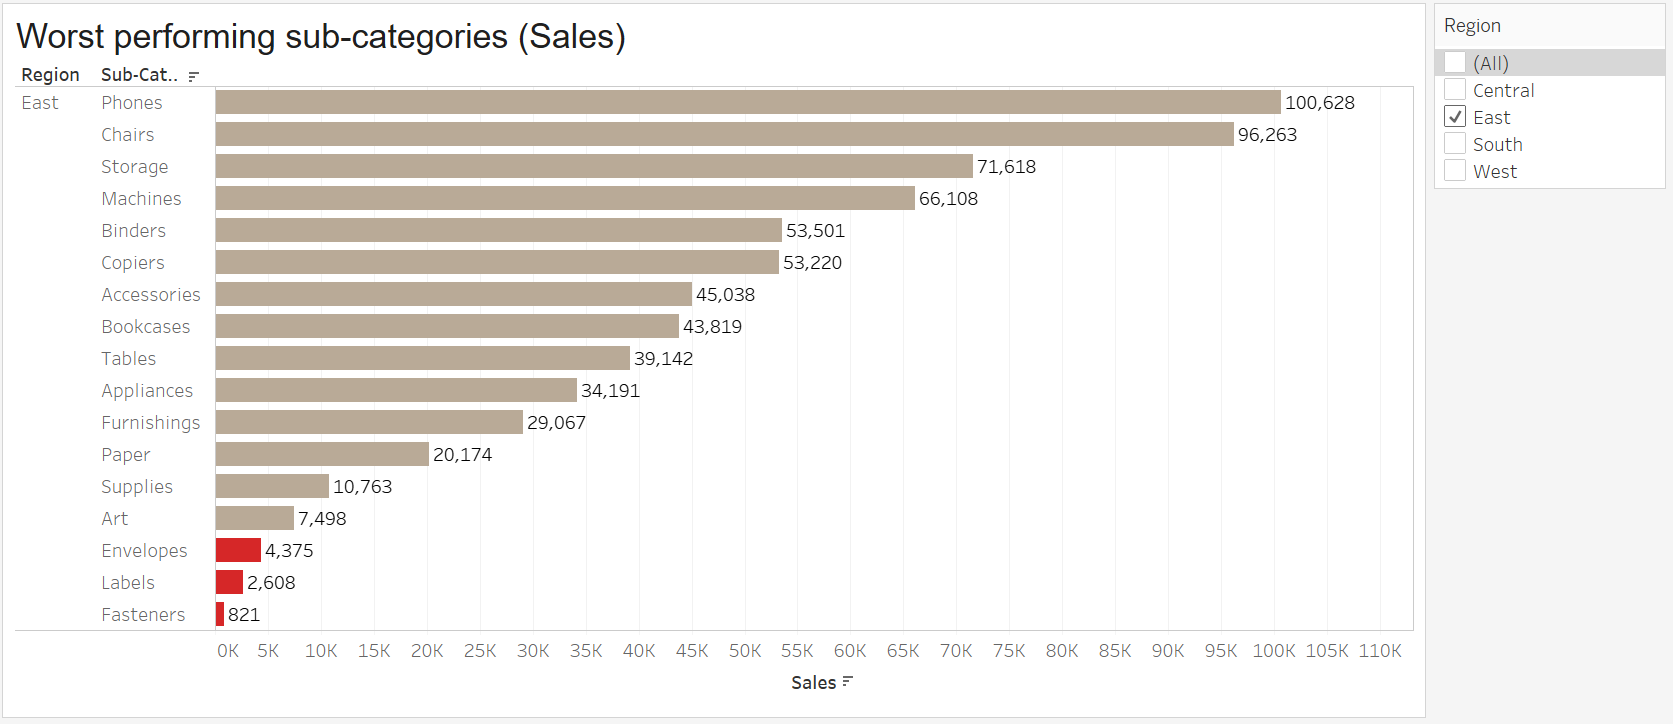 Worst performing sub-categories (Sales)
Region Sub-Cat..
East Phones 100,628
Chairs 96,263
Storage 71,618
Machines 66,108
Binders 53,501
Copiers 53,220
Accessories 45,038
Bookcases 43,819
Tables 39,142
Appliances 34,191
Furnishings 29,067
Paper 20,174
Supplies 10,763
Art 7,498
Envelopes 4,375
Labels 2,608
Fasteners 821
0K 5K 10K 15K 20K 25K 30K 35K 40K 45K 50K 55K 60K 65K 70K 75K 80K 85K 90K 95K 100K 105K 110K
Sales
Region
(All)
Central
East
South
West